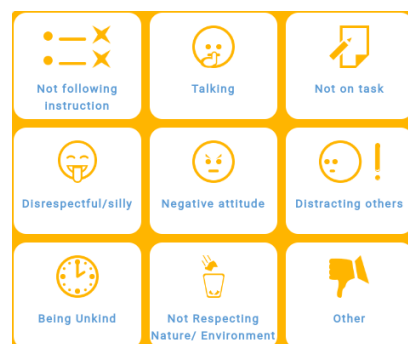 Not following
instruction
Talking
Not on task
Disrespectful/silly
Negative attitude
Distracting others
Being Unkind
Not Respecting
Nature/ Environment
Other